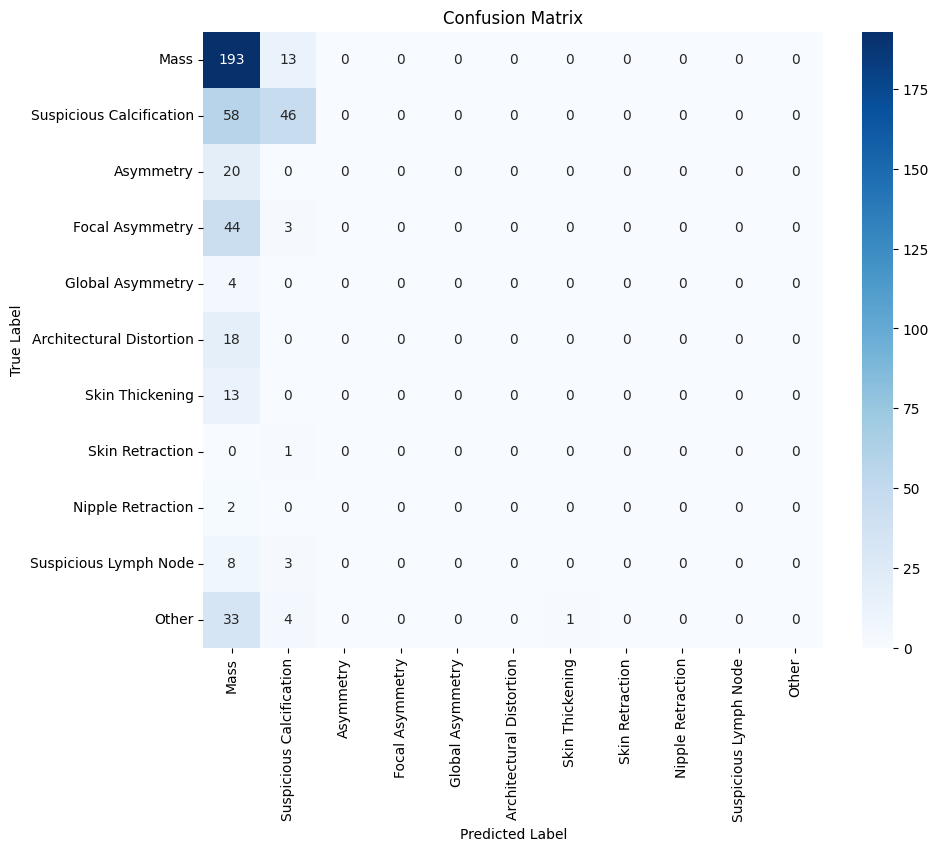 Confusion Matrix
True Label
Mass 193 13 0 0 0 0 0 0 0 0 0
Suspicious Calcification 58 46 0 0 0 0 0 0 0 0 0
Asymmetry 20 0 0 0 0 0 0 0 0 0 0
Focal Asymmetry 44 3 0 0 0 0 0 0 0 0 0
Global Asymmetry 4 0 0 0 0 0 0 0 0 0 0
Architectural Distortion 18 0 0 0 0 0 0 0 0 0 0
Skin Thickening 13 0 0 0 0 0 0 0 0 0 0
Skin Retraction 0 1 0 0 0 0 0 0 0 0 0
Nipple Retraction 2 0 0 0 0 0 0 0 0 0 0
Suspicious Lymph Node 8 3 0 0 0 0 0 0 0 0 0
Other 33 4 0 0 0 0 1 0 0 0 0
Mass
Suspicious Calcification
Asymmetry
Focal Asymmetry
Global Asymmetry
Architectural Distortion
Skin Thickening
Skin Retraction
Nipple Retraction
Suspicious Lymph Node
Other
Predicted Label
175
150
125
100
75
50
25
0